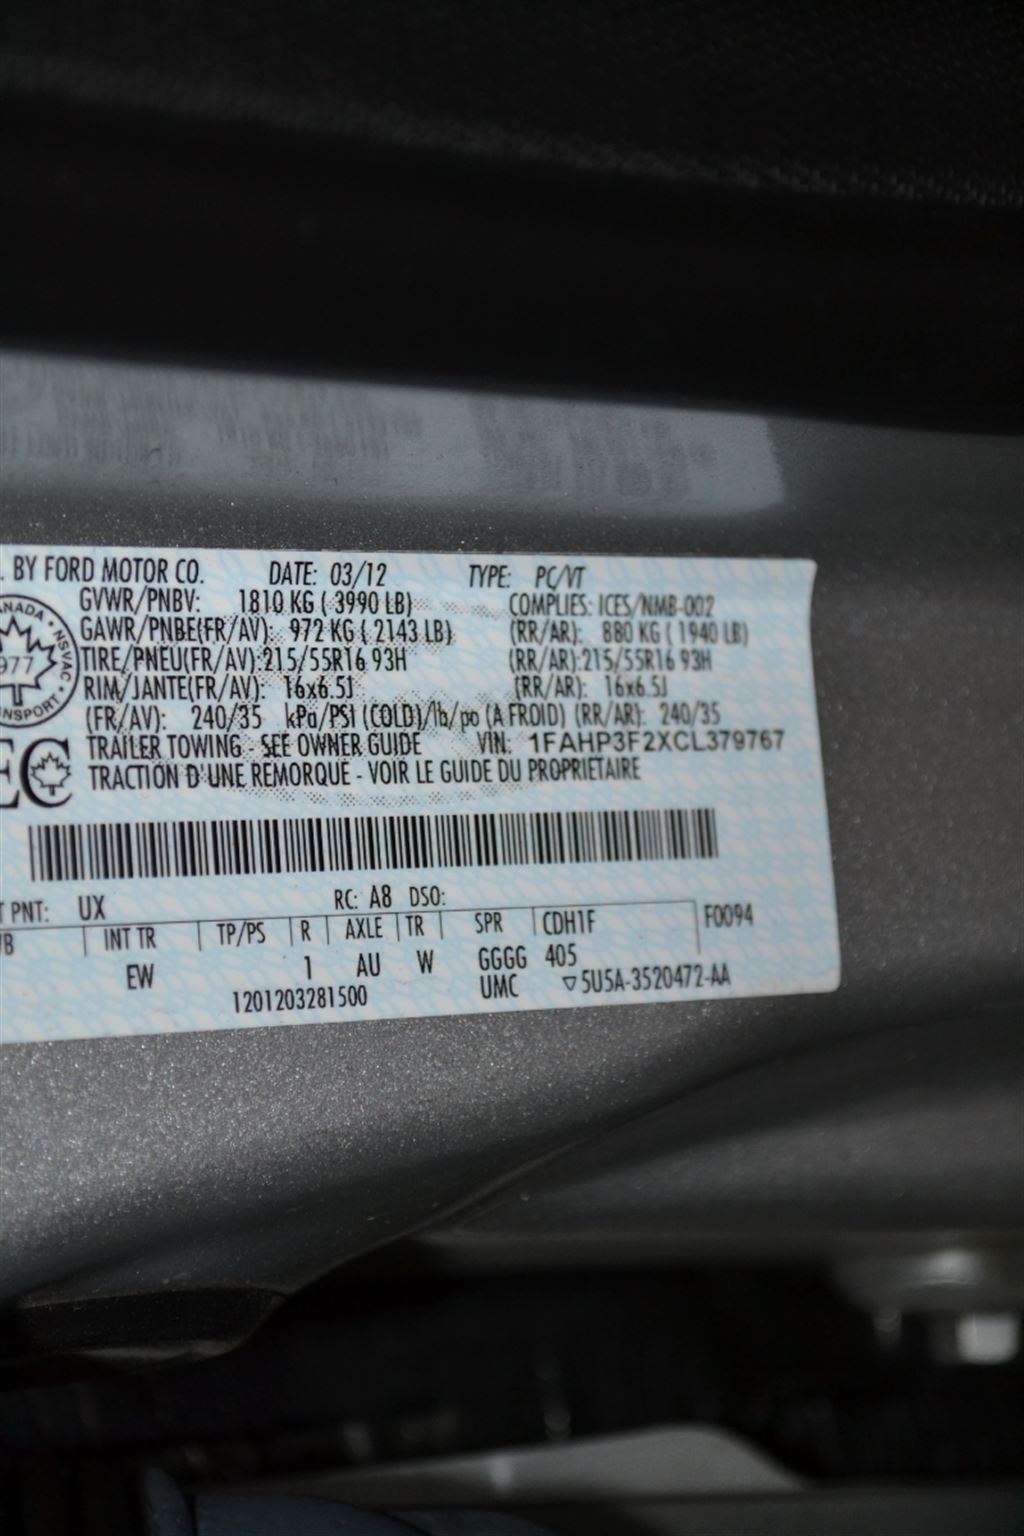 . BY FORD MOTOR CO. DATE: 03/12 TYPE: PC/VT
GVWR/PNBV: 1810 KG ( 3990 LB) COMPLIES: ICES/NMB-002
GAWR/PNBE(FR/AV): 972 KG ( 2143 LB) (RR/AR): 880 KG ( 1940 LB)
TIRE/PNEU(FR/AV):215/55R16 93H (RR/AR):215/55R16 93H
RIM/JANTE(FR/AV): 16x6.5J (RR/AR): 16x6.5J
(FR/AV): 240/35 kPa/PSI (COLD)/lb/po (A FROID) (RR/AR): 240/35
TRAILER TOWING - SEE OWNER GUIDE VIN: 1FAHP3F2XCL379767
TRACTION D'UNE REMORQUE - VOIR LE GUIDE DU PROPRIETAIRE
NSVAC
977
EC
PNT: UX RC: A8 DSO:
INT TR TP/PS R AXLE TR SPR CDH1F F0094
EW 1 AU W GGGG 405
1201203281500 UMC ▽5U5A-3520472-AA